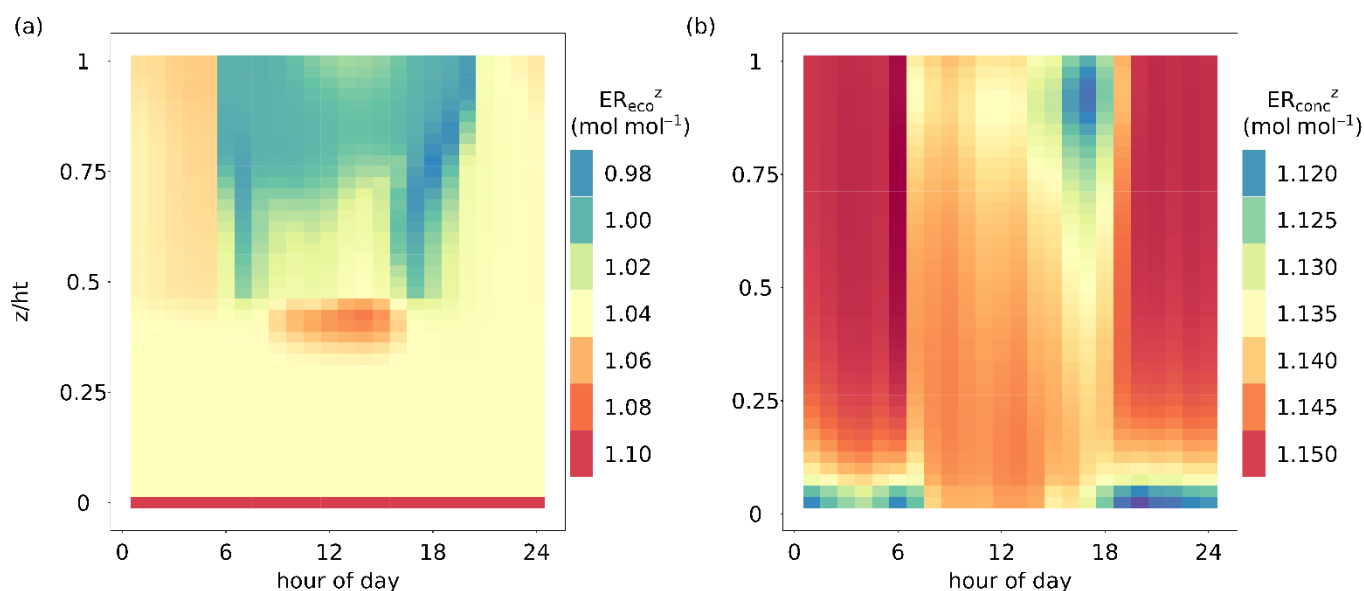 (a)
1
0.75
0.5
0.25
0
z/ht
0 6 12 18 24
hour of day
ER_eco^z
(mol mol⁻¹)
0.98
1.00
1.02
1.04
1.06
1.08
1.10
(b)
1
0.75
0.5
0.25
0
0 6 12 18 24
hour of day
ER_conc^z
(mol mol⁻¹)
1.120
1.125
1.130
1.135
1.140
1.145
1.150